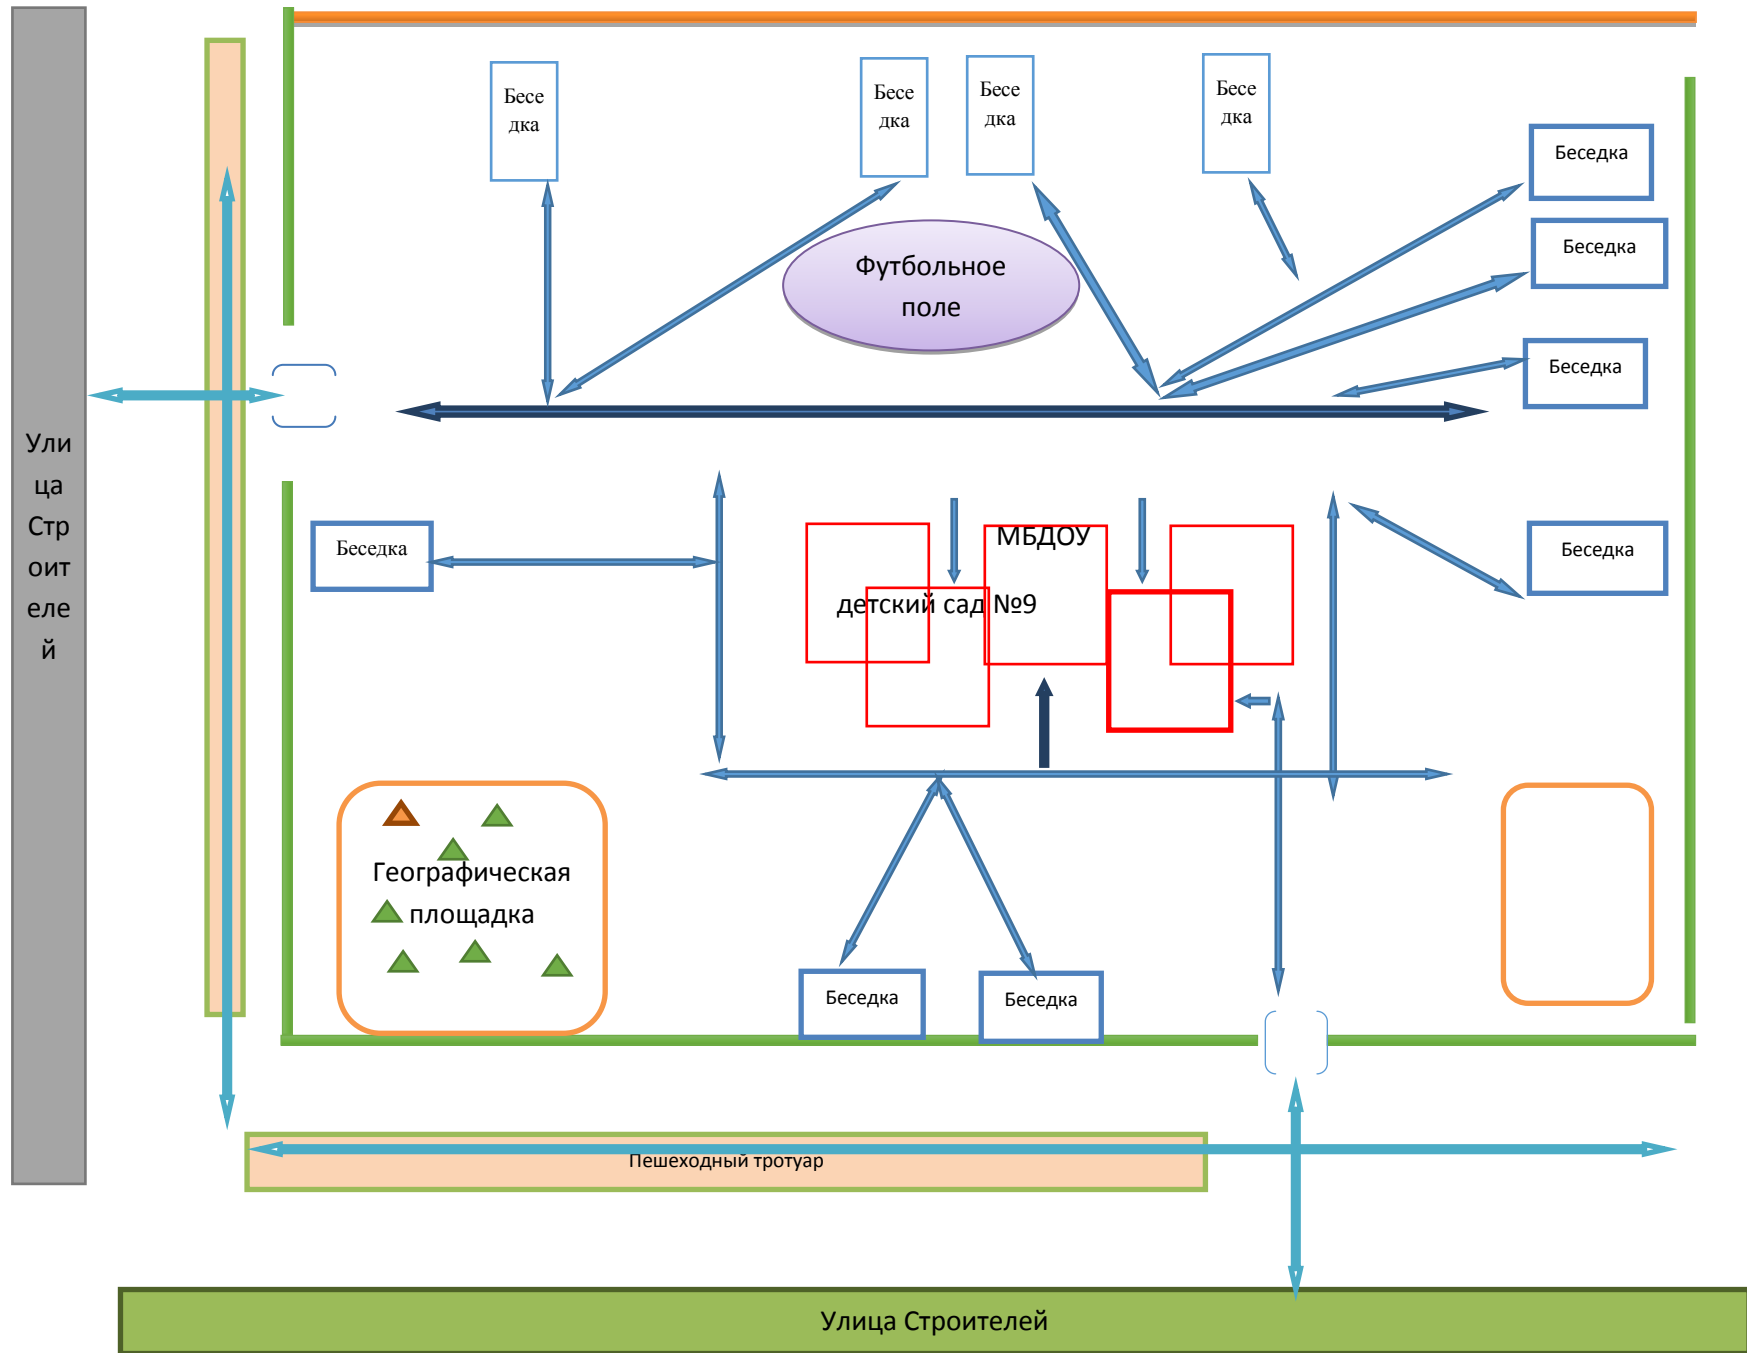 Бесе
дка
Бесе
дка
Бесе
дка
Бесе
дка
Беседка
Беседка
Футбольное
поле
Беседка
Ули
ца
Стр
оит
еле
й
Беседка
МБДОУ
детский сад №9
Беседка
Географическая
площадка
Беседка
Беседка
Пешеходный тротуар
Улица Строителей